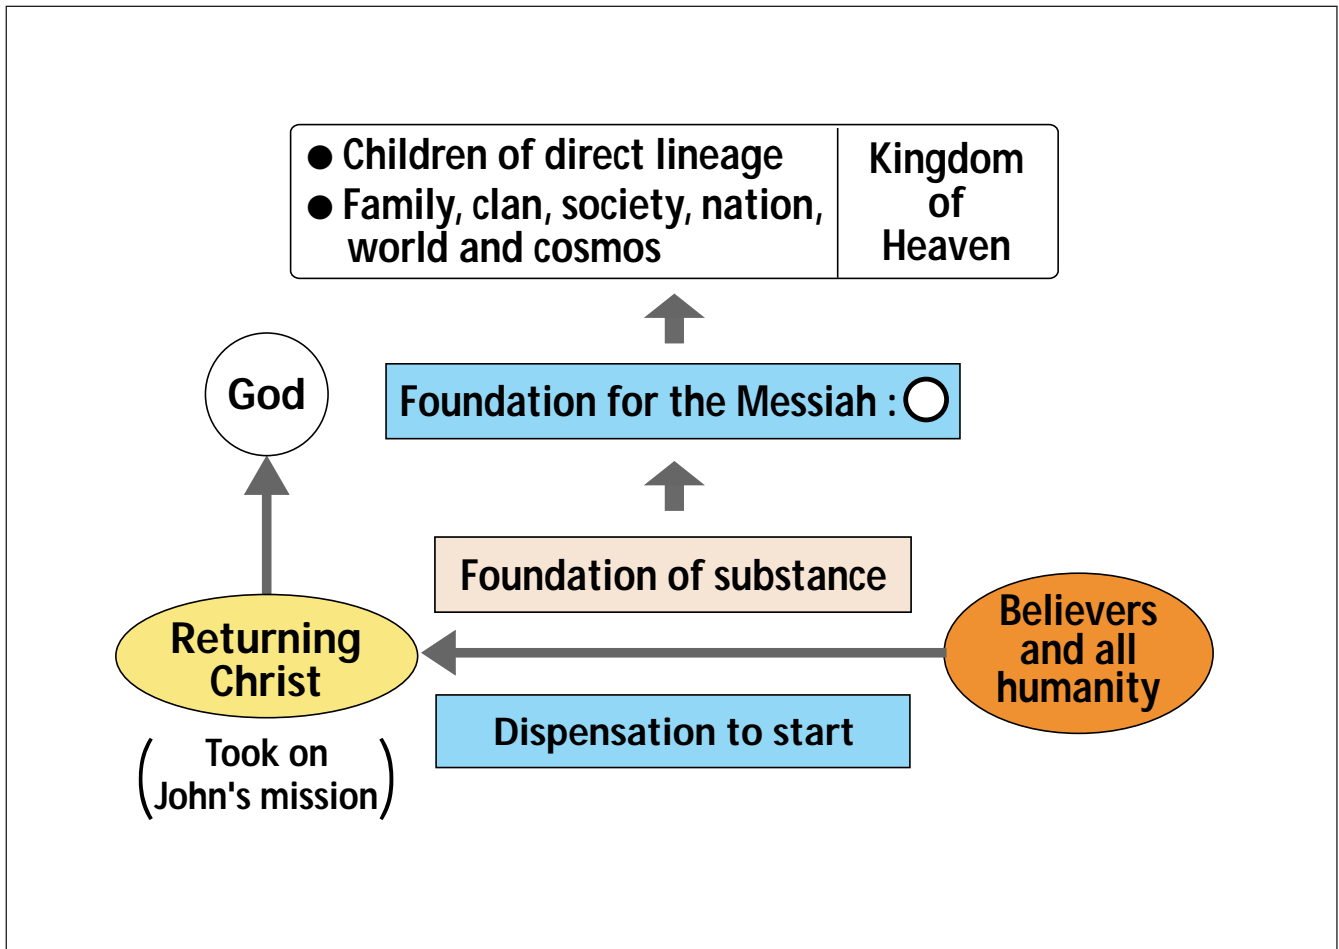 ● Children of direct lineage
● Family, clan, society, nation,
world and cosmos
Kingdom
of
Heaven
God
Foundation for the Messiah : ○
Foundation of substance
Returning
Christ
Believers
and all
humanity
Dispensation to start
(Took on
John's mission)